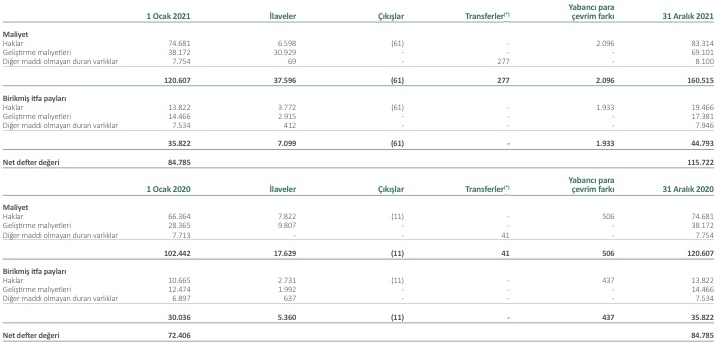 1 Ocak 2021 İlaveler Çıkışlar Transferler(*) Yabancı para çevrim farkı 31 Aralık 2021
Maliyet
Haklar 74.681 6.598 (61) - 2.096 83.314
Geliştirme maliyetleri 38.172 30.929 - - - 69.101
Diğer maddi olmayan duran varlıklar 7.754 69 - 277 - 8.100
120.607 37.596 (61) 277 2.096 160.515
Birikmiş itfa payları
Haklar 13.822 3.772 (61) - 1.933 19.466
Geliştirme maliyetleri 14.466 2.915 - - - 17.381
Diğer maddi olmayan duran varlıklar 7.534 412 - - - 7.946
35.822 7.099 (61) - 1.933 44.793
Net defter değeri 84.785 115.722
1 Ocak 2020 İlaveler Çıkışlar Transferler(*) Yabancı para çevrim farkı 31 Aralık 2020
Maliyet
Haklar 66.364 7.822 (11) - 506 74.681
Geliştirme maliyetleri 28.365 9.807 - - - 38.172
Diğer maddi olmayan duran varlıklar 7.713 - - 41 - 7.754
102.442 17.629 (11) 41 506 120.607
Birikmiş itfa payları
Haklar 10.665 2.731 (11) - 437 13.822
Geliştirme maliyetleri 12.474 1.992 - - - 14.466
Diğer maddi olmayan duran varlıklar 6.897 637 - - - 7.534
30.036 5.360 (11) - 437 35.822
Net defter değeri 72.406 84.785